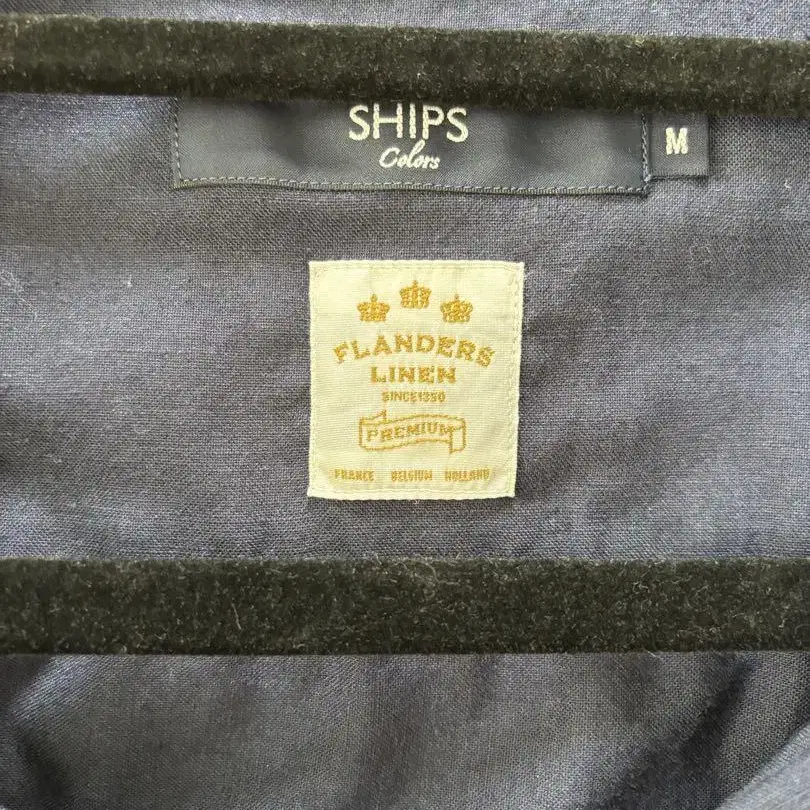 SHIPS
Colors
M
FLANDERS
LINEN
SINCE1350
PREMIUM
FRANCE BELGIUM HOLLAND